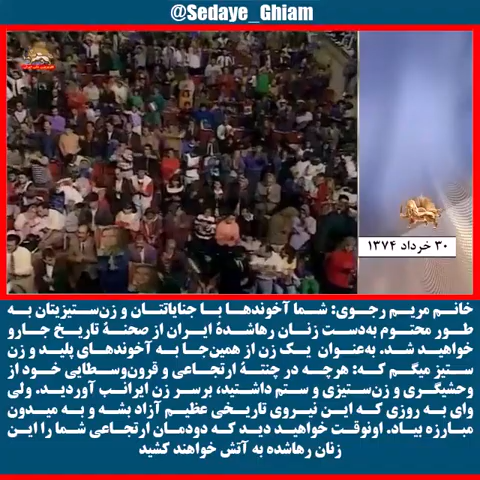 @Sedaye_Ghiam
۳۰ خرداد ۱۳۷۴
خانم مریم رجوی: شما آخوندها با جنایاتتان و زن‌ستیزیتان به
طور محتوم به‌دست زنان رهاشدهٔ ایران از صحنهٔ تاریخ جارو
خواهید شد. به‌عنوان یک زن از همین‌جا به آخوندهای پلید و زن
ستیز میگم که: هرچه در چنتهٔ ارتجاعی و قرون‌وسطایی خود از
وحشیگری و زن‌ستیزی و ستم داشتید، برسر زن ایرانی آوردید. ولی
وای به روزی که این نیروی تاریخی عظیم آزاد بشه و به میدون
مبارزه بیاد. اونوقت خواهید دید که دودمان ارتجاعی شما را این
زنان رهاشده به آتش خواهند کشید